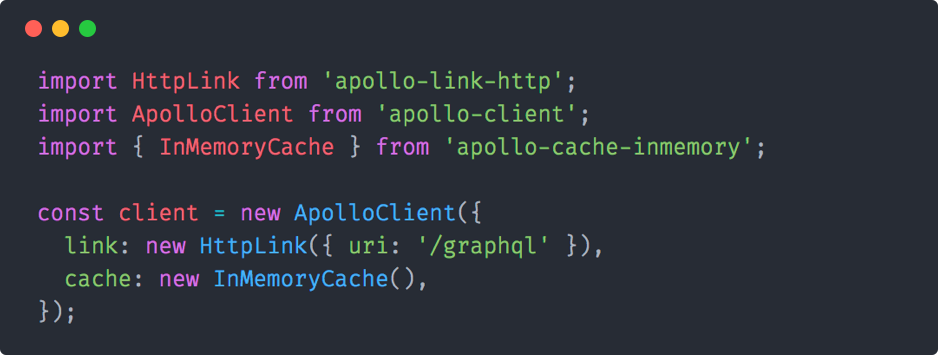 import HttpLink from 'apollo-link-http';
import ApolloClient from 'apollo-client';
import { InMemoryCache } from 'apollo-cache-inmemory';

const client = new ApolloClient({
  link: new HttpLink({ uri: '/graphql' }),
  cache: new InMemoryCache(),
});